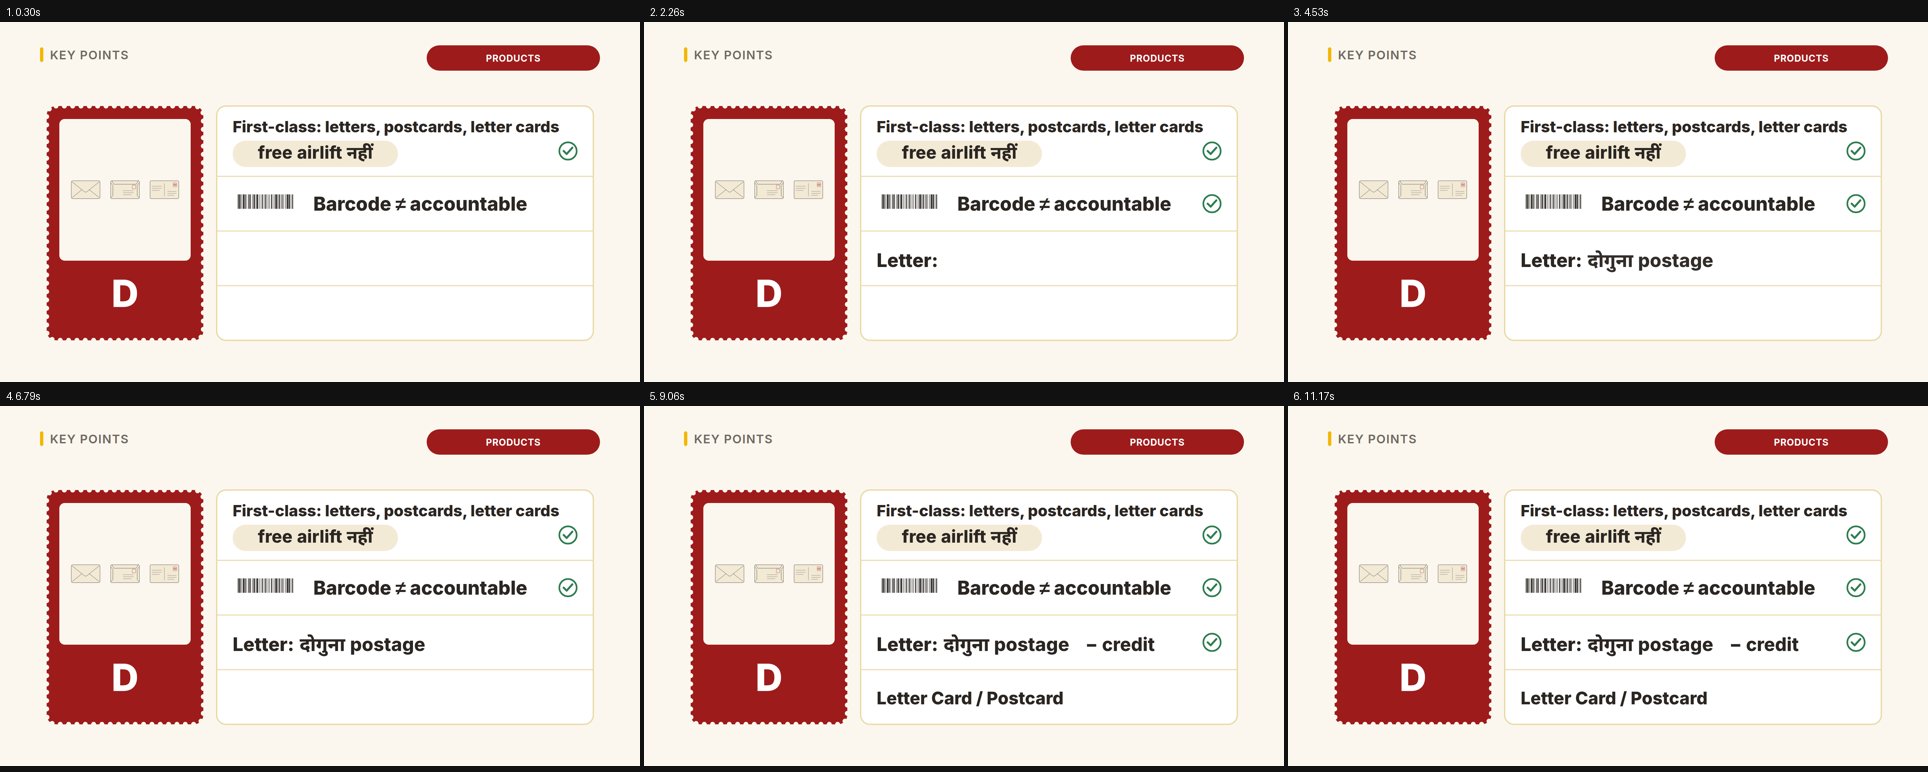 1. 0.30s
KEY POINTS
PRODUCTS
First-class: letters, postcards, letter cards
free airlift नहीं
Barcode ≠ accountable
D
2. 2.26s
KEY POINTS
PRODUCTS
First-class: letters, postcards, letter cards
free airlift नहीं
Barcode ≠ accountable
Letter:
D
3. 4.53s
KEY POINTS
PRODUCTS
First-class: letters, postcards, letter cards
free airlift नहीं
Barcode ≠ accountable
Letter: दोगुना postage
D
4. 6.79s
KEY POINTS
PRODUCTS
First-class: letters, postcards, letter cards
free airlift नहीं
Barcode ≠ accountable
Letter: दोगुना postage
D
5. 9.06s
KEY POINTS
PRODUCTS
First-class: letters, postcards, letter cards
free airlift नहीं
Barcode ≠ accountable
Letter: दोगुना postage – credit
Letter Card / Postcard
D
6. 11.17s
KEY POINTS
PRODUCTS
First-class: letters, postcards, letter cards
free airlift नहीं
Barcode ≠ accountable
Letter: दोगुना postage – credit
Letter Card / Postcard
D